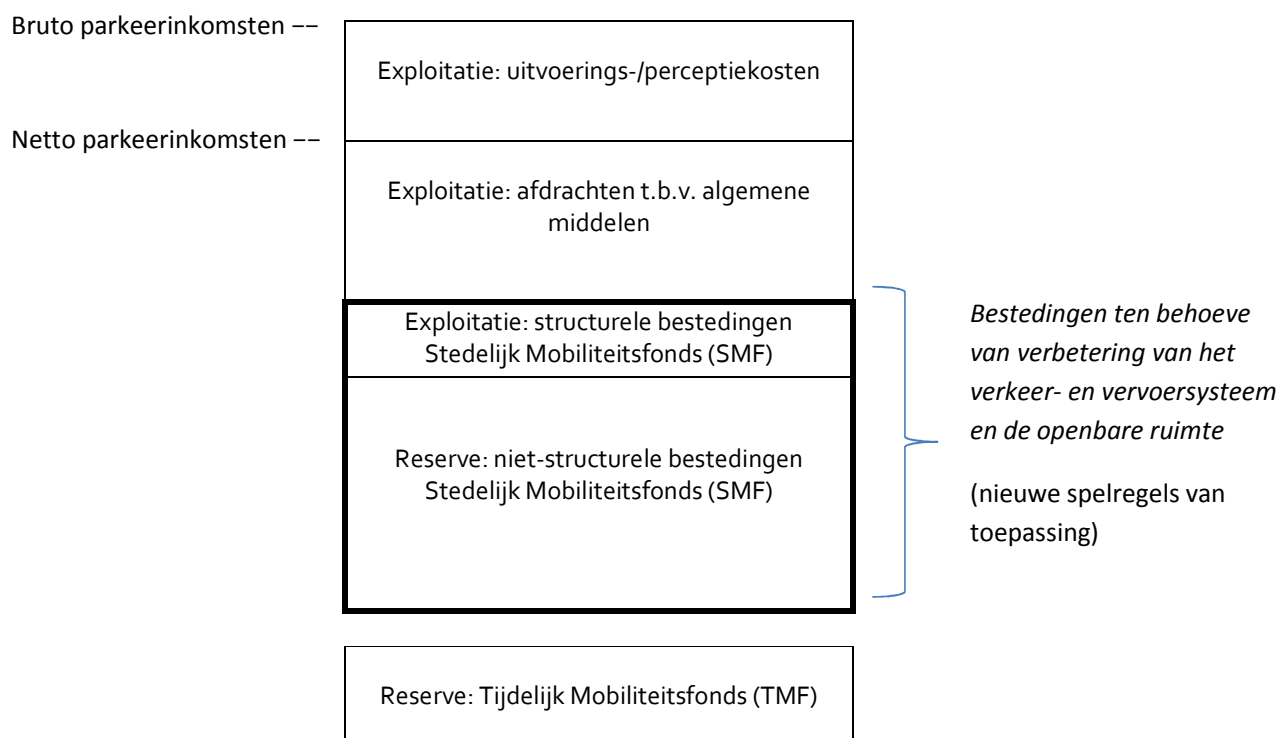 Bruto parkeerinkomsten ––
Exploitatie: uitvoerings-/perceptiekosten
Netto parkeerinkomsten ––
Exploitatie: afdrachten t.b.v. algemene
middelen
Exploitatie: structurele bestedingen
Stedelijk Mobiliteitsfonds (SMF)
Reserve: niet-structurele bestedingen
Stedelijk Mobiliteitsfonds (SMF)
Bestedingen ten behoeve
van verbetering van het
verkeer- en vervoersysteem
en de openbare ruimte
(nieuwe spelregels van
toepassing)
Reserve: Tijdelijk Mobiliteitsfonds (TMF)